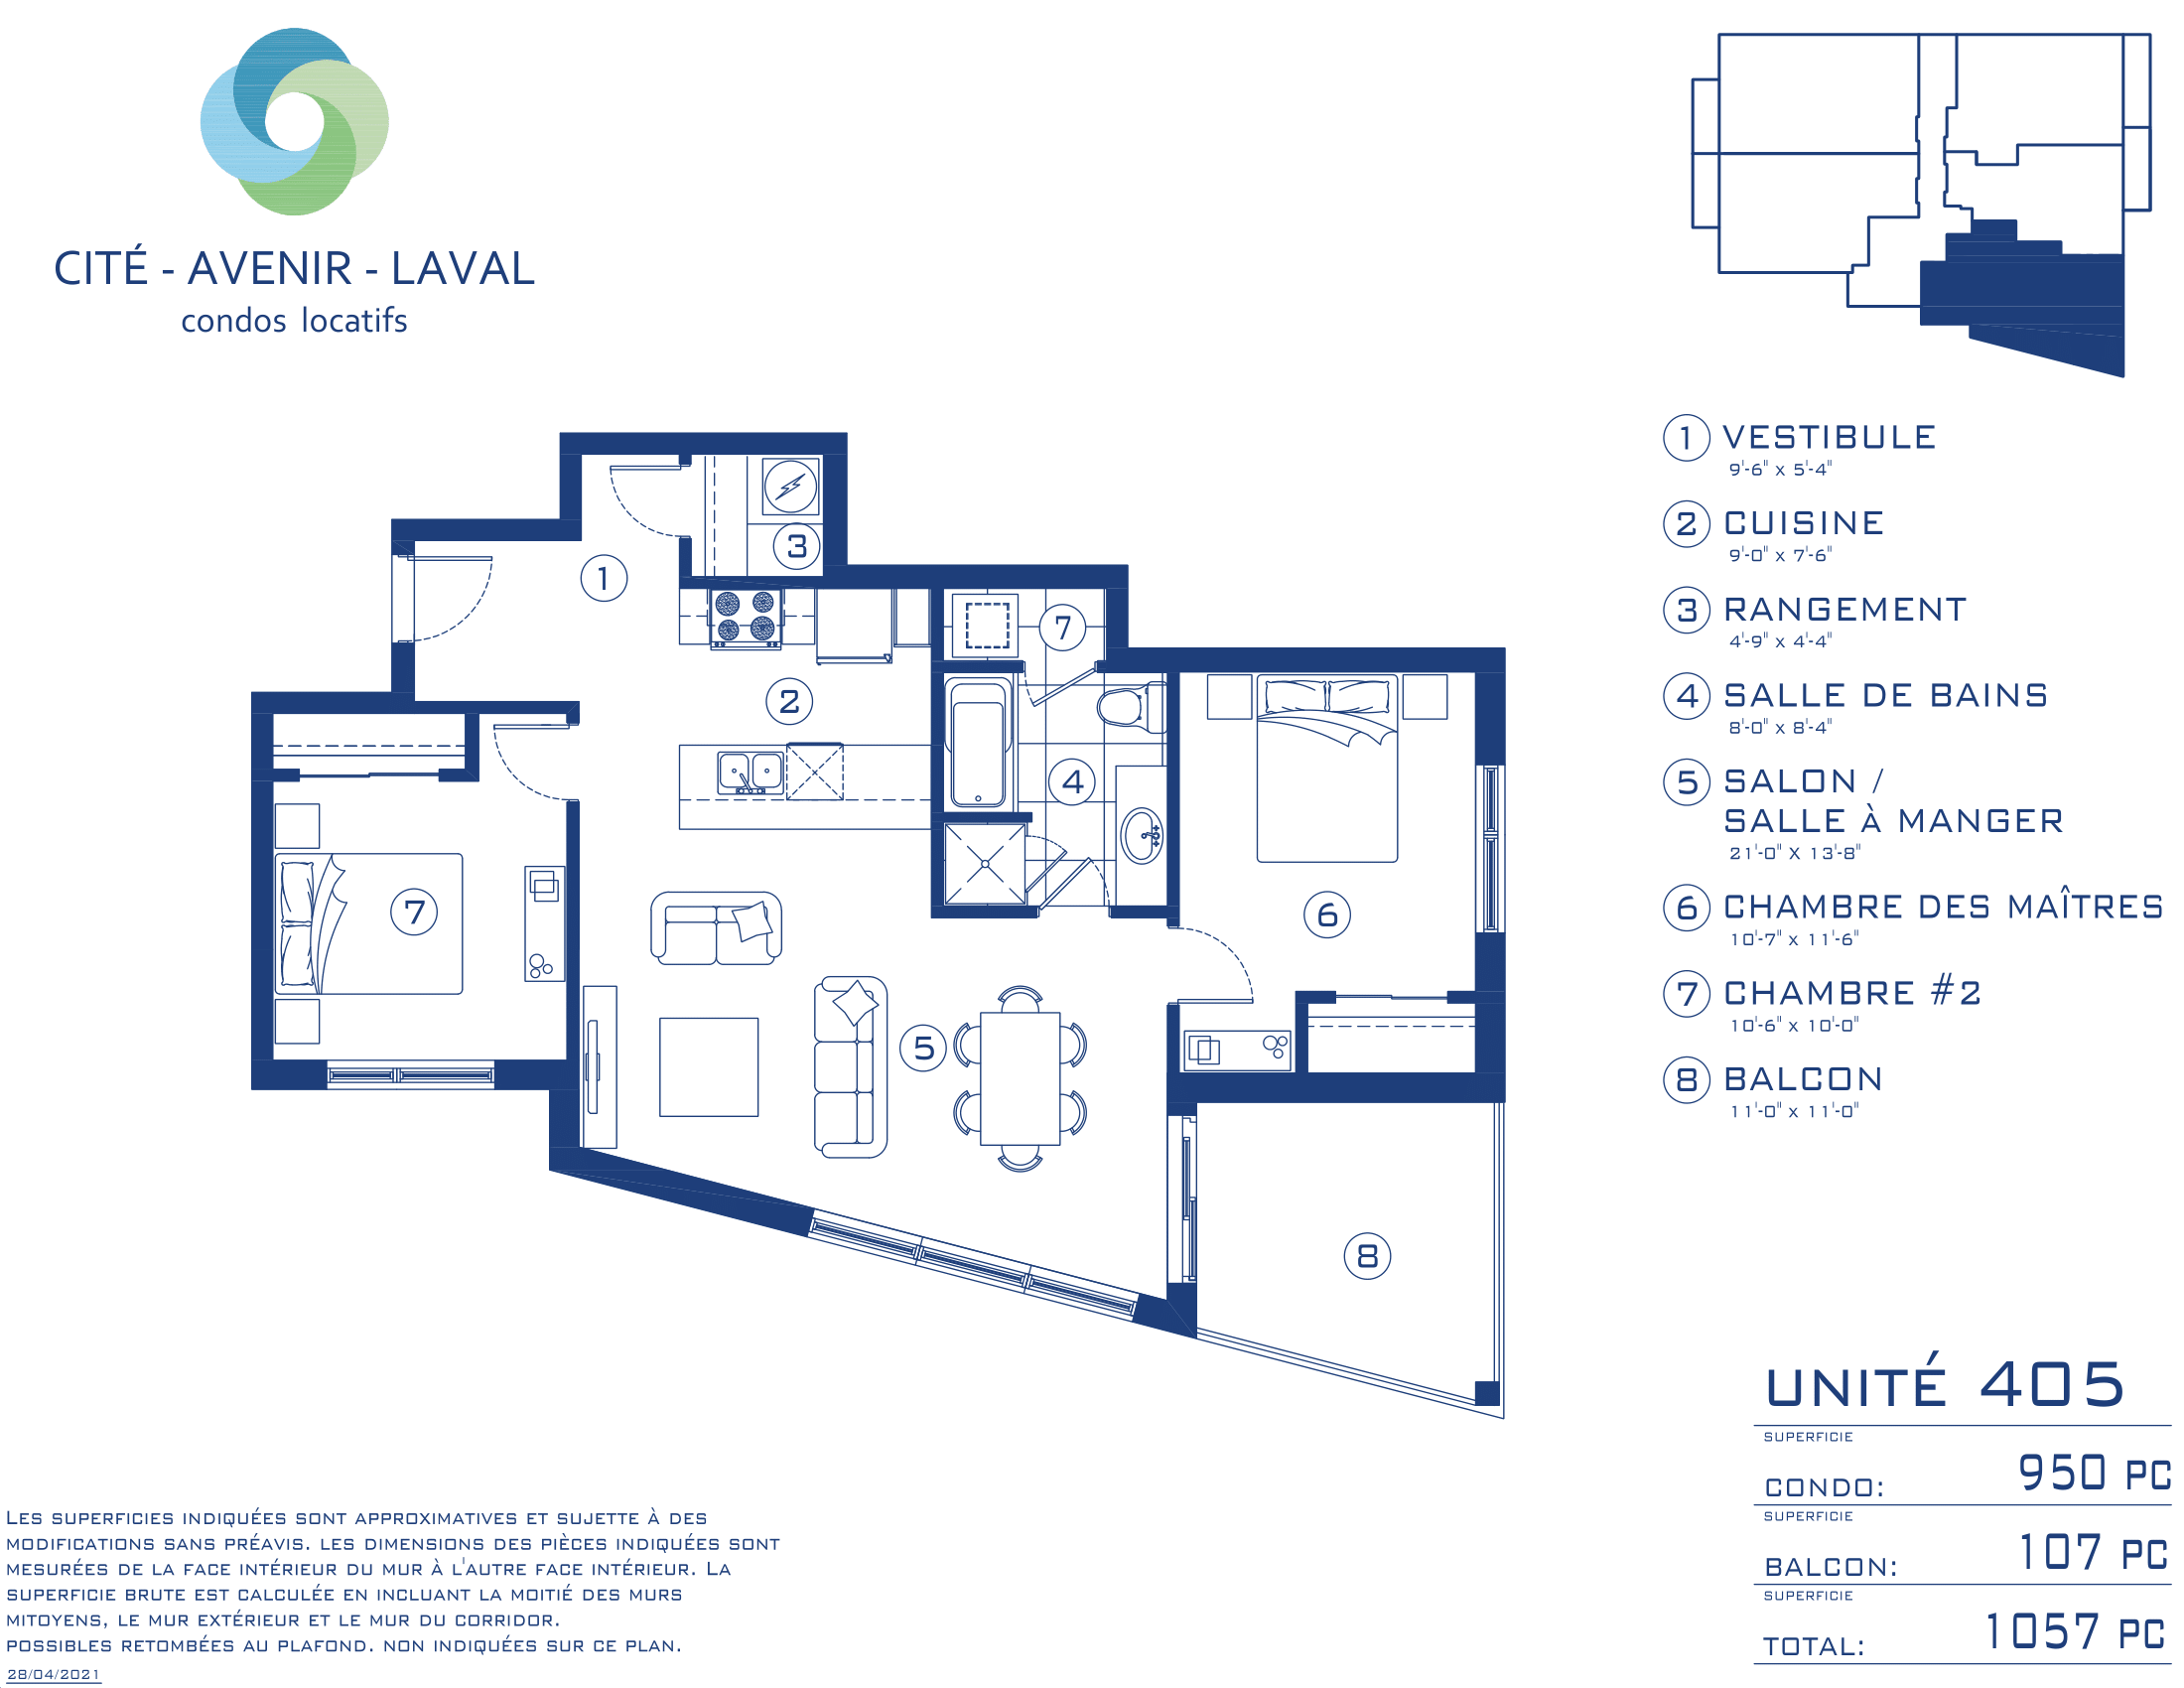 CITÉ - AVENIR - LAVAL
condos locatifs
1 VESTIBULE
9'-6" x 5'-4"
2 CUISINE
9'-0" x 7'-6"
3 RANGEMENT
4'-9" x 4'-4"
4 SALLE DE BAINS
8'-0" x 8'-4"
5 SALON /
SALLE À MANGER
21'-0" X 13'-8"
6 CHAMBRE DES MAÎTRES
10'-7" x 11'-6"
7 CHAMBRE #2
10'-6" x 10'-0"
8 BALCON
11'-0" x 11'-0"
3
1
7
2
4
7
6
5
8
UNITÉ 405
SUPERFICIE
CONDO: 950 PC
SUPERFICIE
BALCON: 107 PC
SUPERFICIE
TOTAL: 1057 PC
LES SUPERFICIES INDIQUÉES SONT APPROXIMATIVES ET SUJETTE À DES
MODIFICATIONS SANS PRÉAVIS. LES DIMENSIONS DES PIÈCES INDIQUÉES SONT
MESURÉES DE LA FACE INTÉRIEUR DU MUR À L'AUTRE FACE INTÉRIEUR. LA
SUPERFICIE BRUTE EST CALCULÉE EN INCLUANT LA MOITIÉ DES MURS
MITOYENS, LE MUR EXTÉRIEUR ET LE MUR DU CORRIDOR.
POSSIBLES RETOMBÉES AU PLAFOND. NON INDIQUÉES SUR CE PLAN.
28/04/2021